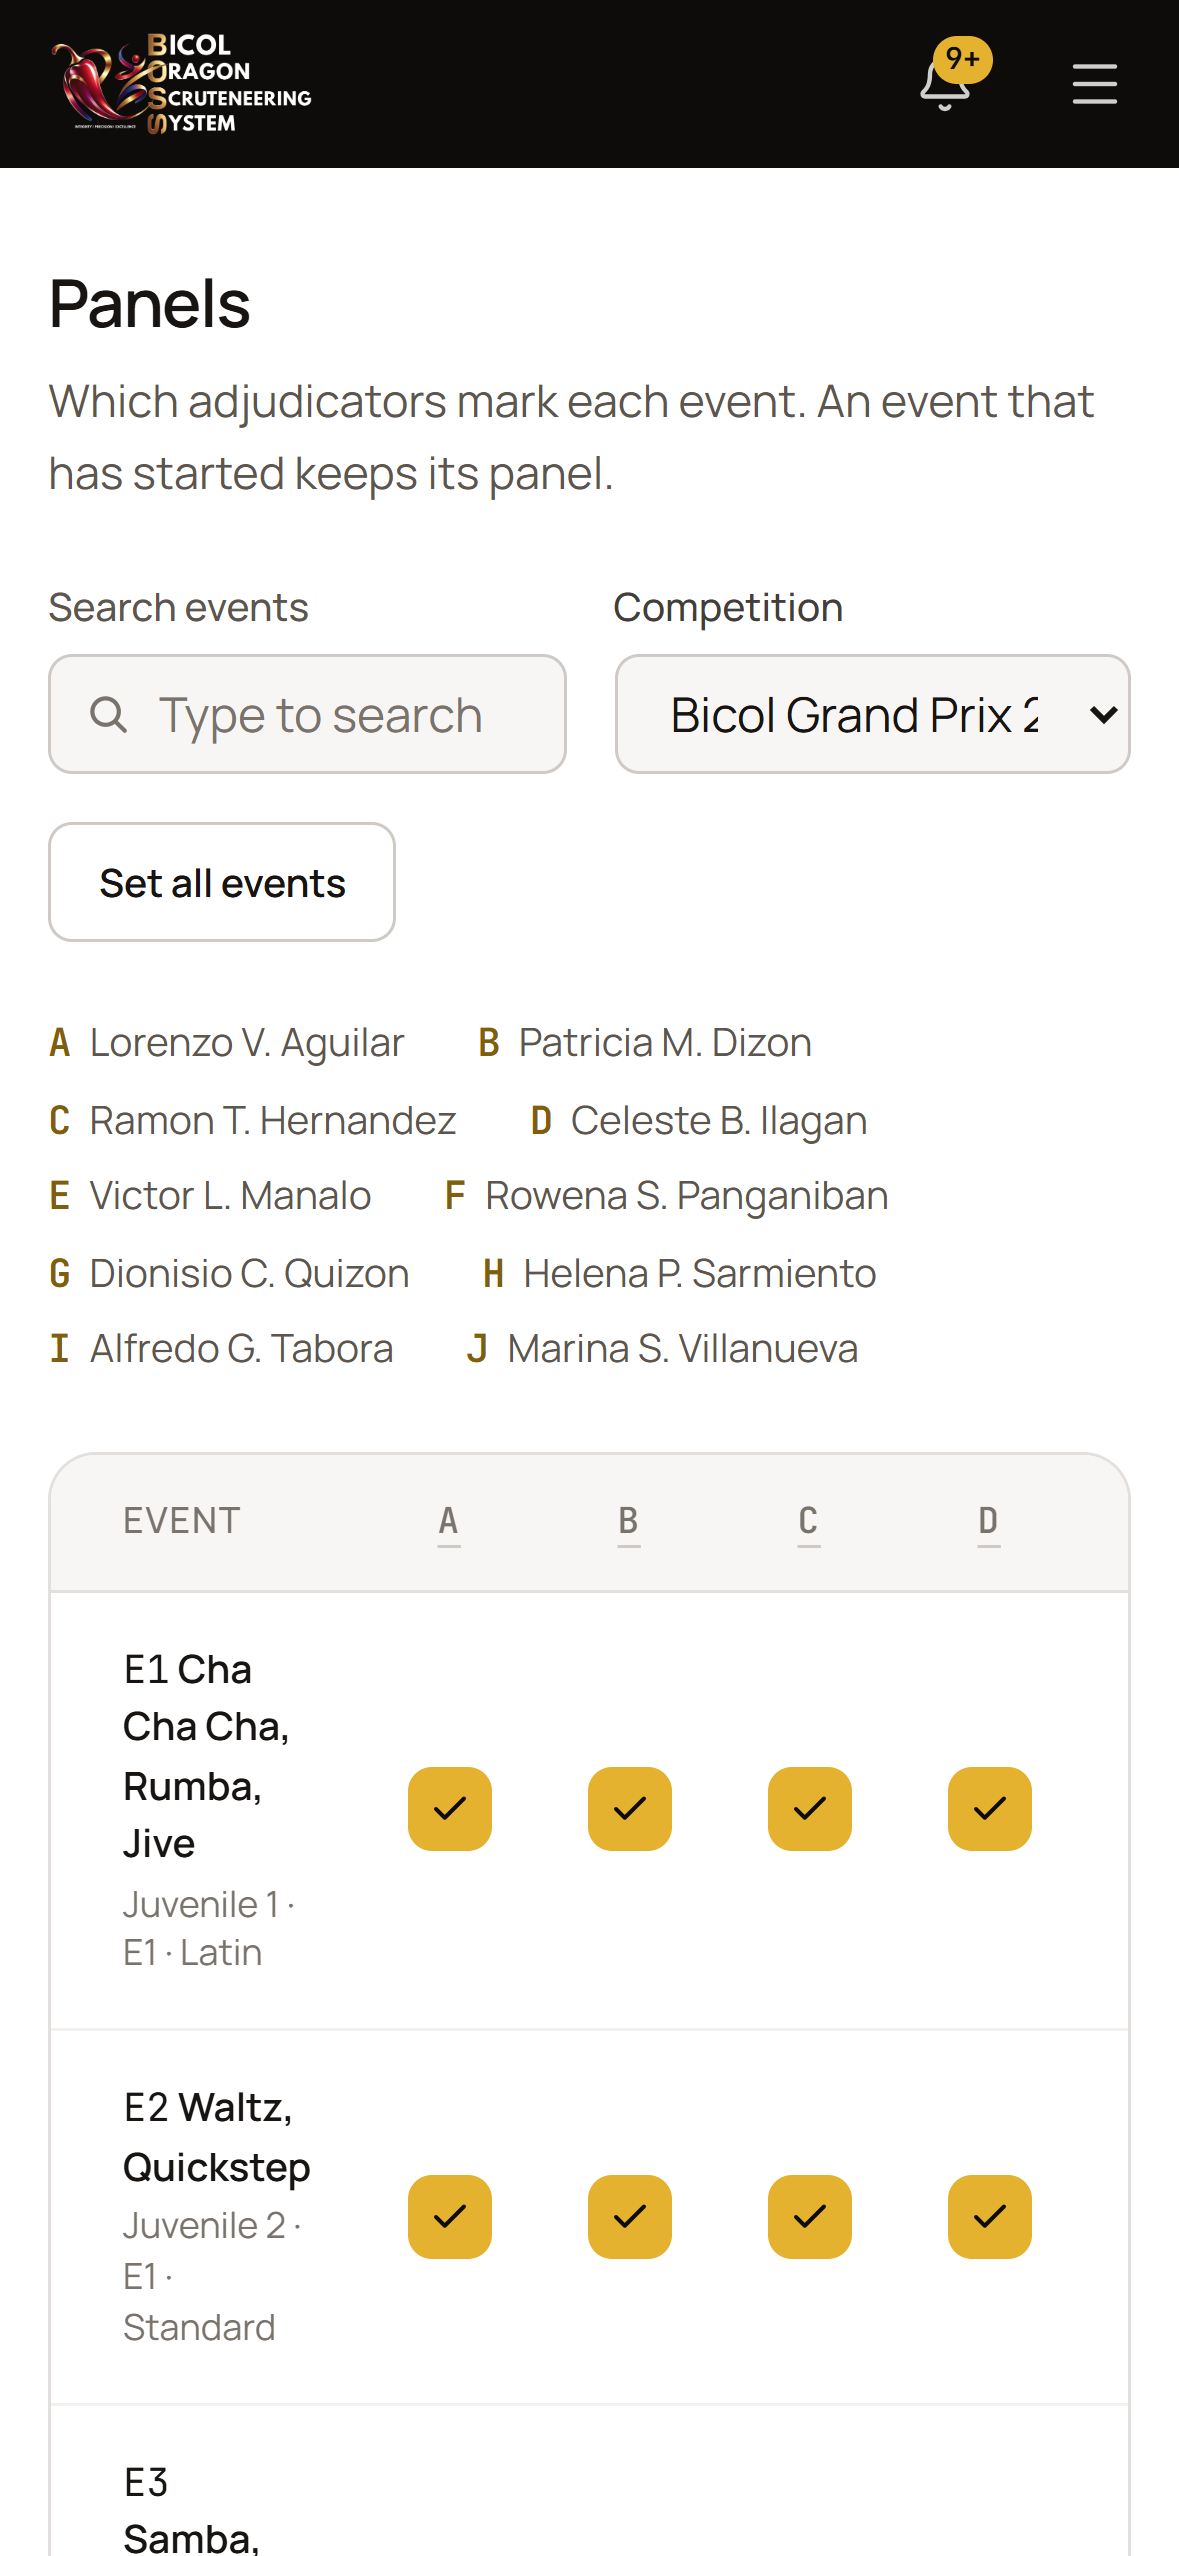 BICOL
DRAGON
SCRUTENEERING
SYSTEM
INTEGRITY | PRECISION | EXCELLENCE
9+
Panels
Which adjudicators mark each event. An event that
has started keeps its panel.
Search events
Competition
Type to search
Bicol Grand Prix 2
Set all events
A Lorenzo V. Aguilar
B Patricia M. Dizon
C Ramon T. Hernandez
D Celeste B. Ilagan
E Victor L. Manalo
F Rowena S. Panganiban
G Dionisio C. Quizon
H Helena P. Sarmiento
I Alfredo G. Tabora
J Marina S. Villanueva
EVENT A B C D
E1 Cha
Cha Cha,
Rumba,
Jive
Juvenile 1 ·
E1 · Latin
E2 Waltz,
Quickstep
Juvenile 2 ·
E1 ·
Standard
E3
Samba,